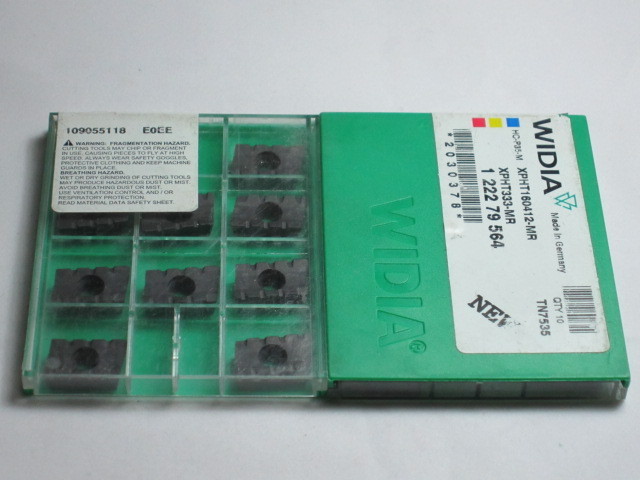 109055118 E0EE
WARNING: FRAGMENTATION HAZARD.
CUTTING TOOLS MAY CHIP OR FRAGMENT
IN USE, CAUSING PIECES TO FLY AT HIGH
SPEED. ALWAYS WEAR SAFETY GOGGLES,
PROTECTIVE CLOTHING AND KEEP MACHINE
GUARDS IN PLACE.
BREATHING HAZARD.
WET OR DRY GRINDING OF CUTTING TOOLS
MAY PRODUCE HAZARDOUS DUST OR MIST.
AVOID BREATHING DUST OR MIST.
USE VENTILATION CONTROL AND / OR
RESPIRATORY PROTECTION.
READ MATERIAL DATA SAFETY SHEET.
WIDIA®
WIDIA
Made in Germany
QTY 10
TN7535
HC-P35-M XPHT160412-MR
XPHT333-MR
1 222 79 564
*2030378*
NEW